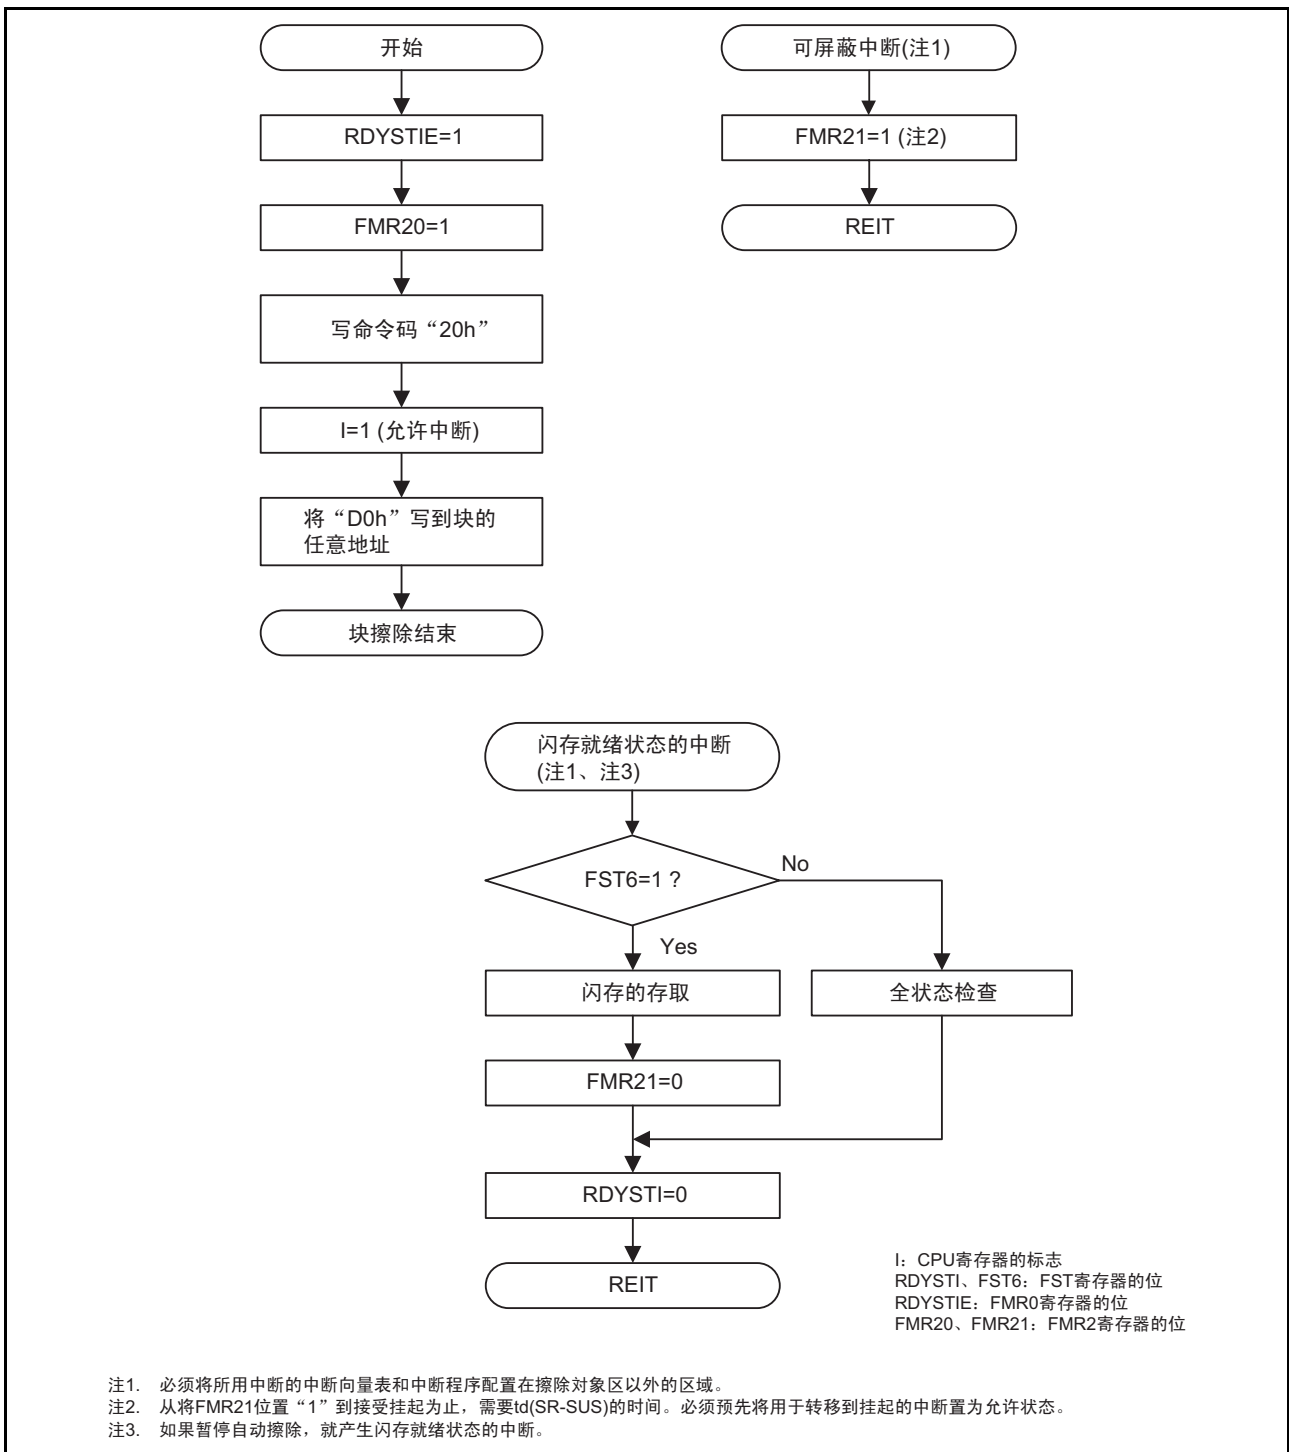 开始
RDYSTIE=1
FMR20=1
写命令码“20h”
I=1 (允许中断)
将“D0h”写到块的
任意地址
块擦除结束
可屏蔽中断(注1)
FMR21=1 (注2)
REIT
闪存就绪状态的中断
(注1、注3)
FST6=1 ?
No
Yes
闪存的存取
全状态检查
FMR21=0
RDYSTI=0
REIT
I：CPU寄存器的标志
RDYSTI、FST6：FST寄存器的位
RDYSTIE：FMR0寄存器的位
FMR20、FMR21：FMR2寄存器的位
注1. 必须将所用中断的中断向量表和中断程序配置在擦除对象区以外的区域。
注2. 从将FMR21位置“1”到接受挂起为止，需要td(SR-SUS)的时间。必须预先将用于转移到挂起的中断置为允许状态。
注3. 如果暂停自动擦除，就产生闪存就绪状态的中断。